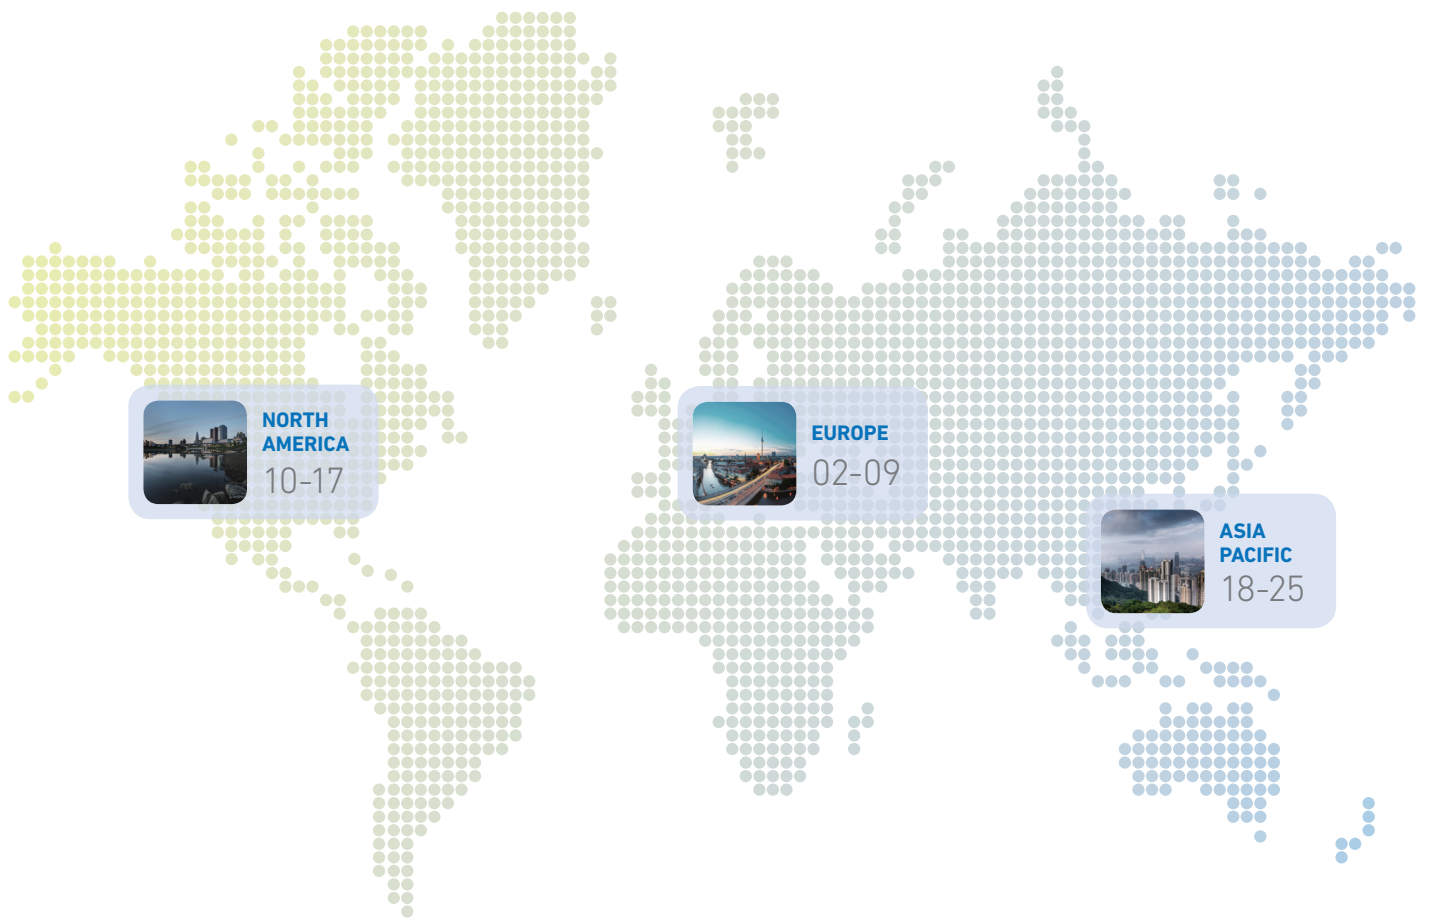 NORTH
AMERICA
10-17
EUROPE
02-09
ASIA
PACIFIC
18-25